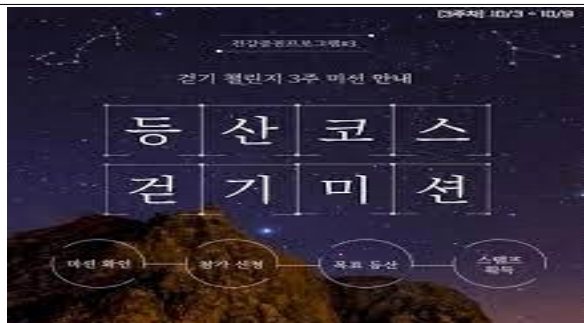 [3주차] 10/3 - 10/9
건강증진프로그램#3
걷기 챌린지 3주 미션 안내
등산코스
걷기미션
미션 확인
참가 신청
목표 등산
스탬프
획득